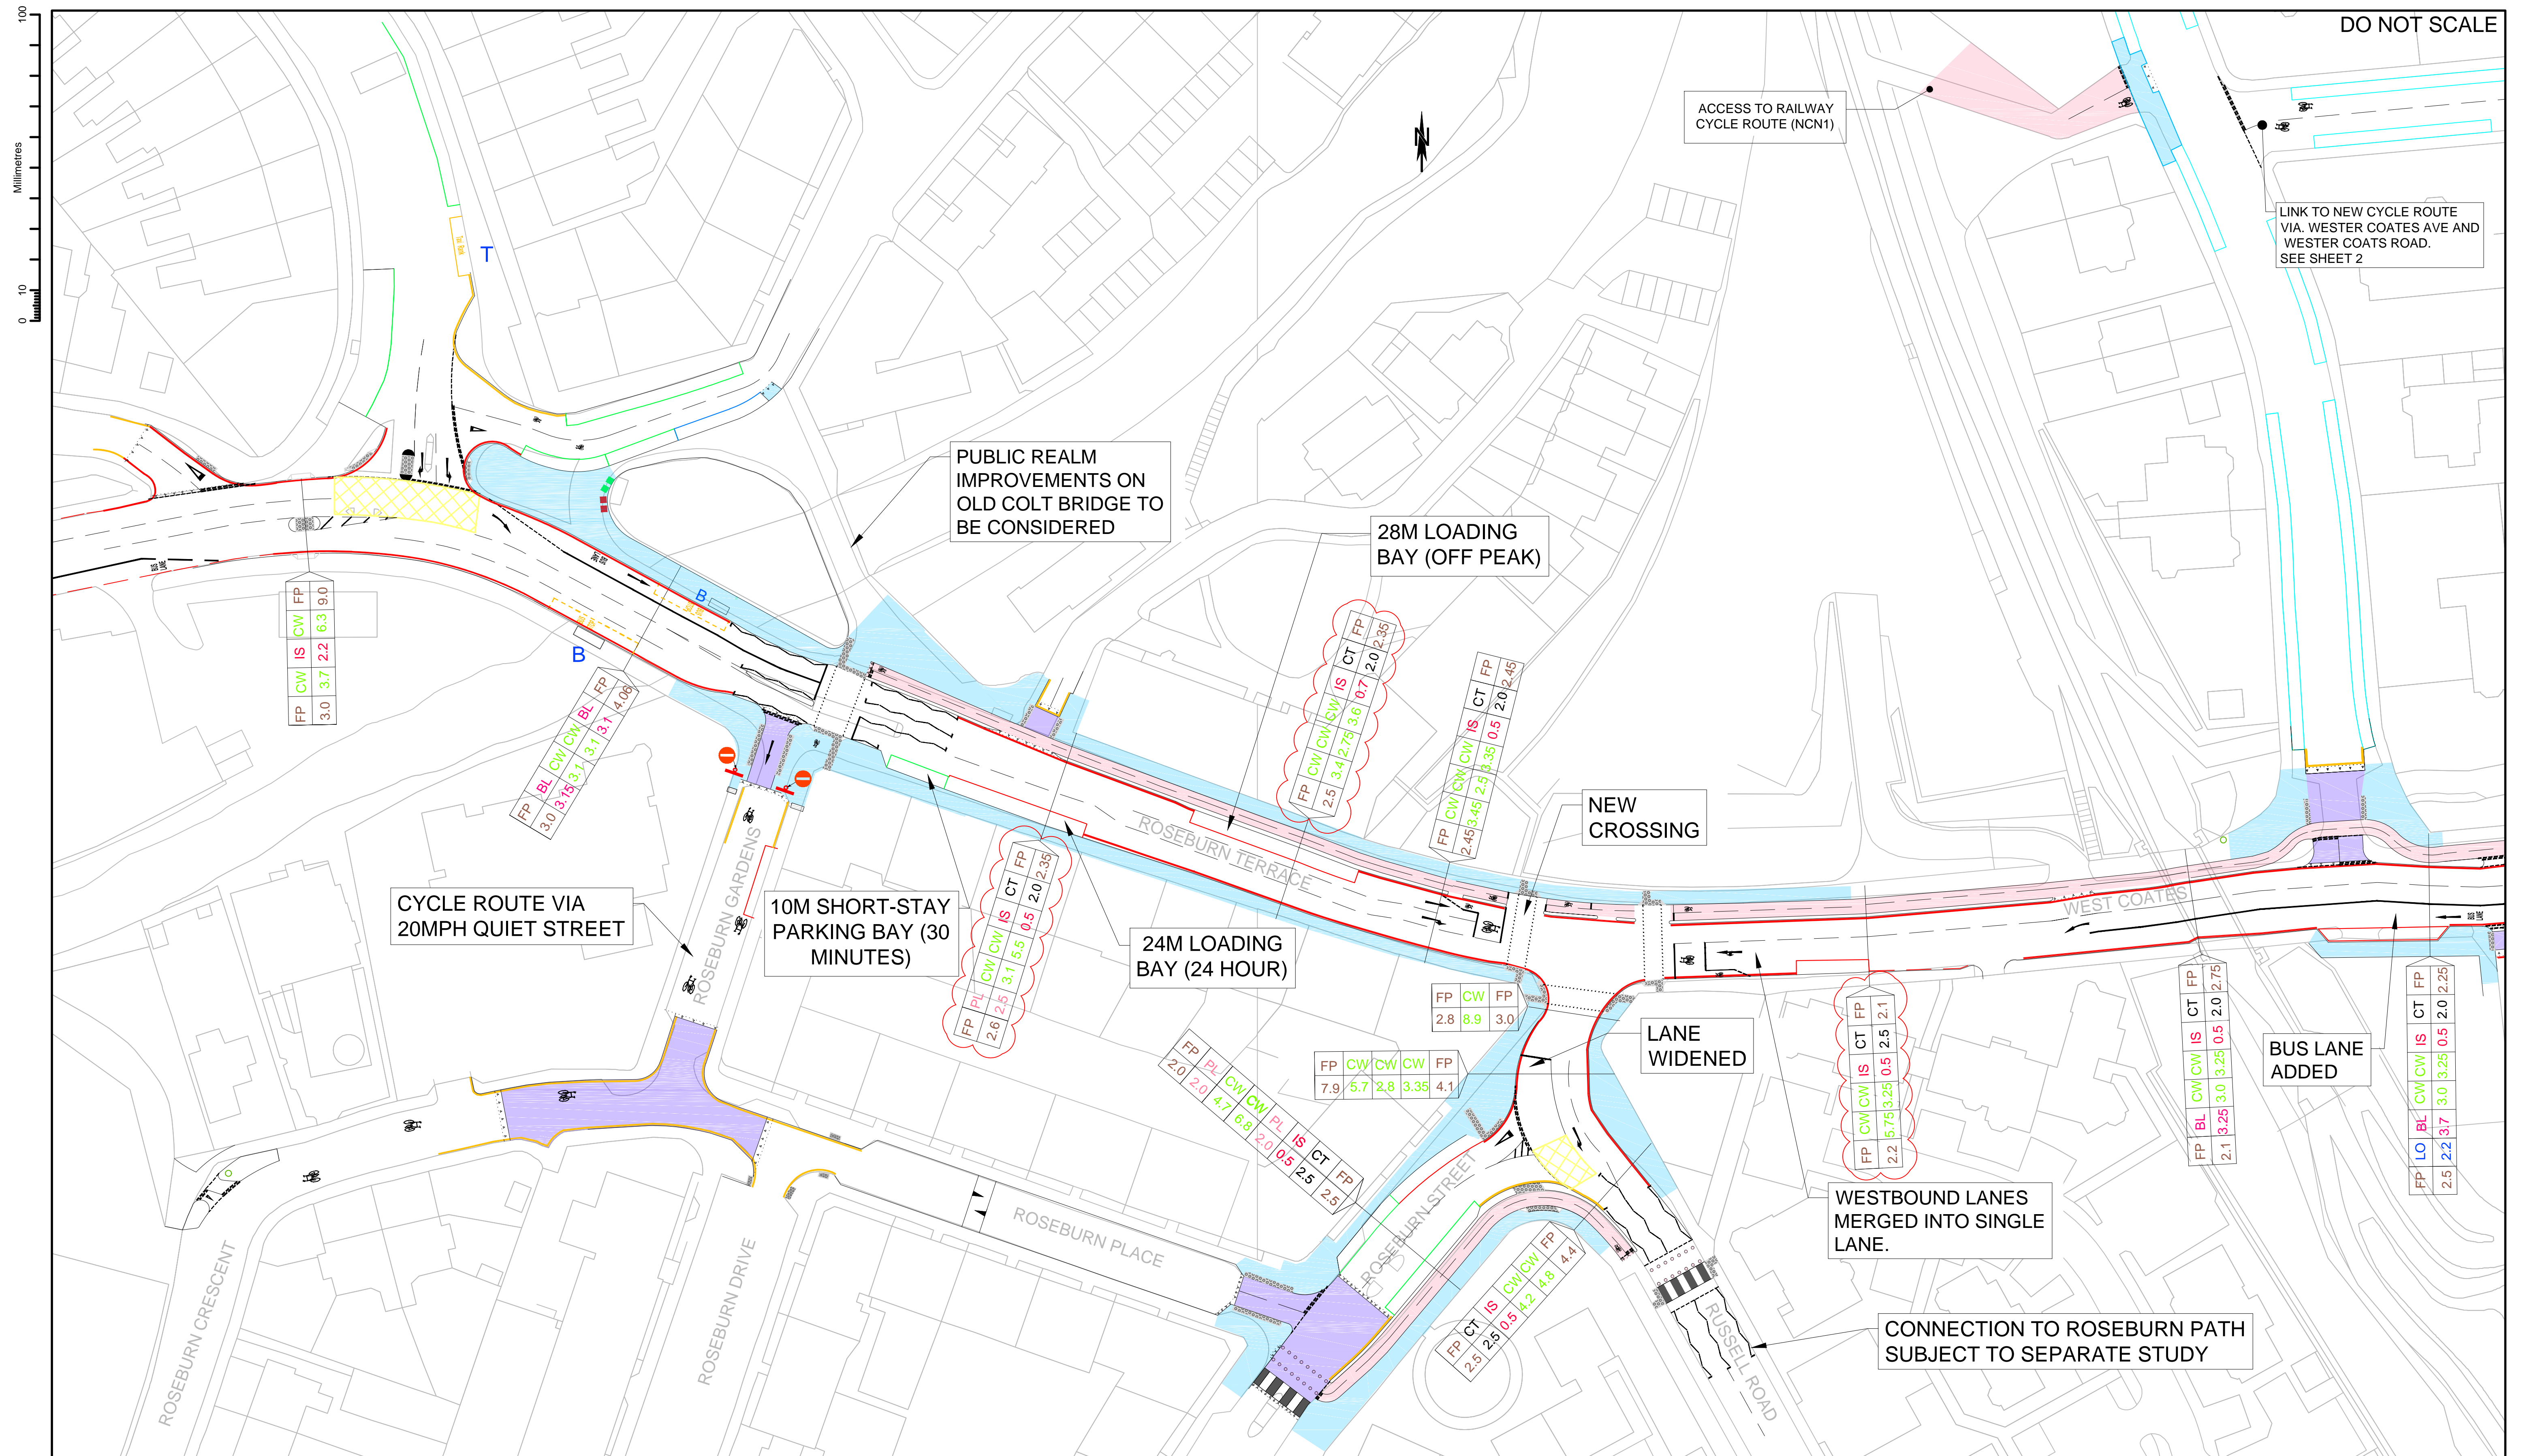 DO NOT SCALE
100
Millimetres
10
0
N
ACCESS TO RAILWAY
CYCLE ROUTE (NCN1)
LINK TO NEW CYCLE ROUTE
VIA. WESTER COATES AVE AND
WESTER COATS ROAD.
SEE SHEET 2
T
PUBLIC REALM
IMPROVEMENTS ON
OLD COLT BRIDGE TO
BE CONSIDERED
28M LOADING
BAY (OFF PEAK)
BUS
LANE
B
B
FP CW IS CW FP
3.0 3.7 2.2 6.3 9.0
FP BL CW CW BL FP
3.0 3.15 3.1 3.1 3.1 4.06
FP CW CW CW IS CT FP
2.5 3.4 2.75 3.6 0.7 2.0 2.35
FP CW CW CW IS CT FP
2.45 3.45 2.5 3.35 0.5 2.0 2.45
NEW
CROSSING
ROSEBURN TERRACE
ROSEBURN GARDENS
WEST COATES
CYCLE ROUTE VIA
20MPH QUIET STREET
10M SHORT-STAY
PARKING BAY (30
MINUTES)
FP PL CW CW IS CT FP
2.6 2.5 3.1 5.5 0.5 2.0 2.35
24M LOADING
BAY (24 HOUR)
FP CW FP
2.8 8.9 3.0
LANE
WIDENED
FP CW CW CW FP
7.9 5.7 2.8 3.35 4.1
FP PL CW CW PL IS CT FP
2.0 2.0 4.7 6.8 2.0 0.5 2.5 2.5
FP CW CW IS CT FP
2.2 5.75 3.25 0.5 2.5 2.1
FP BL CW CW IS CT FP
2.1 3.25 3.0 3.25 0.5 2.0 2.75
BUS
LANE
BUS LANE
ADDED
FP LO BL CW CW IS CT FP
2.5 2.2 3.7 3.0 3.25 0.5 2.0 2.25
WESTBOUND LANES
MERGED INTO SINGLE
LANE.
ROSEBURN STREET
ROSEBURN PLACE
ROSEBURN CRESCENT
ROSEBURN DRIVE
FP CT IS CW CW FP
2.5 2.5 0.5 4.2 4.8 4.4
RUSSELL ROAD
CONNECTION TO ROSEBURN PATH
SUBJECT TO SEPARATE STUDY